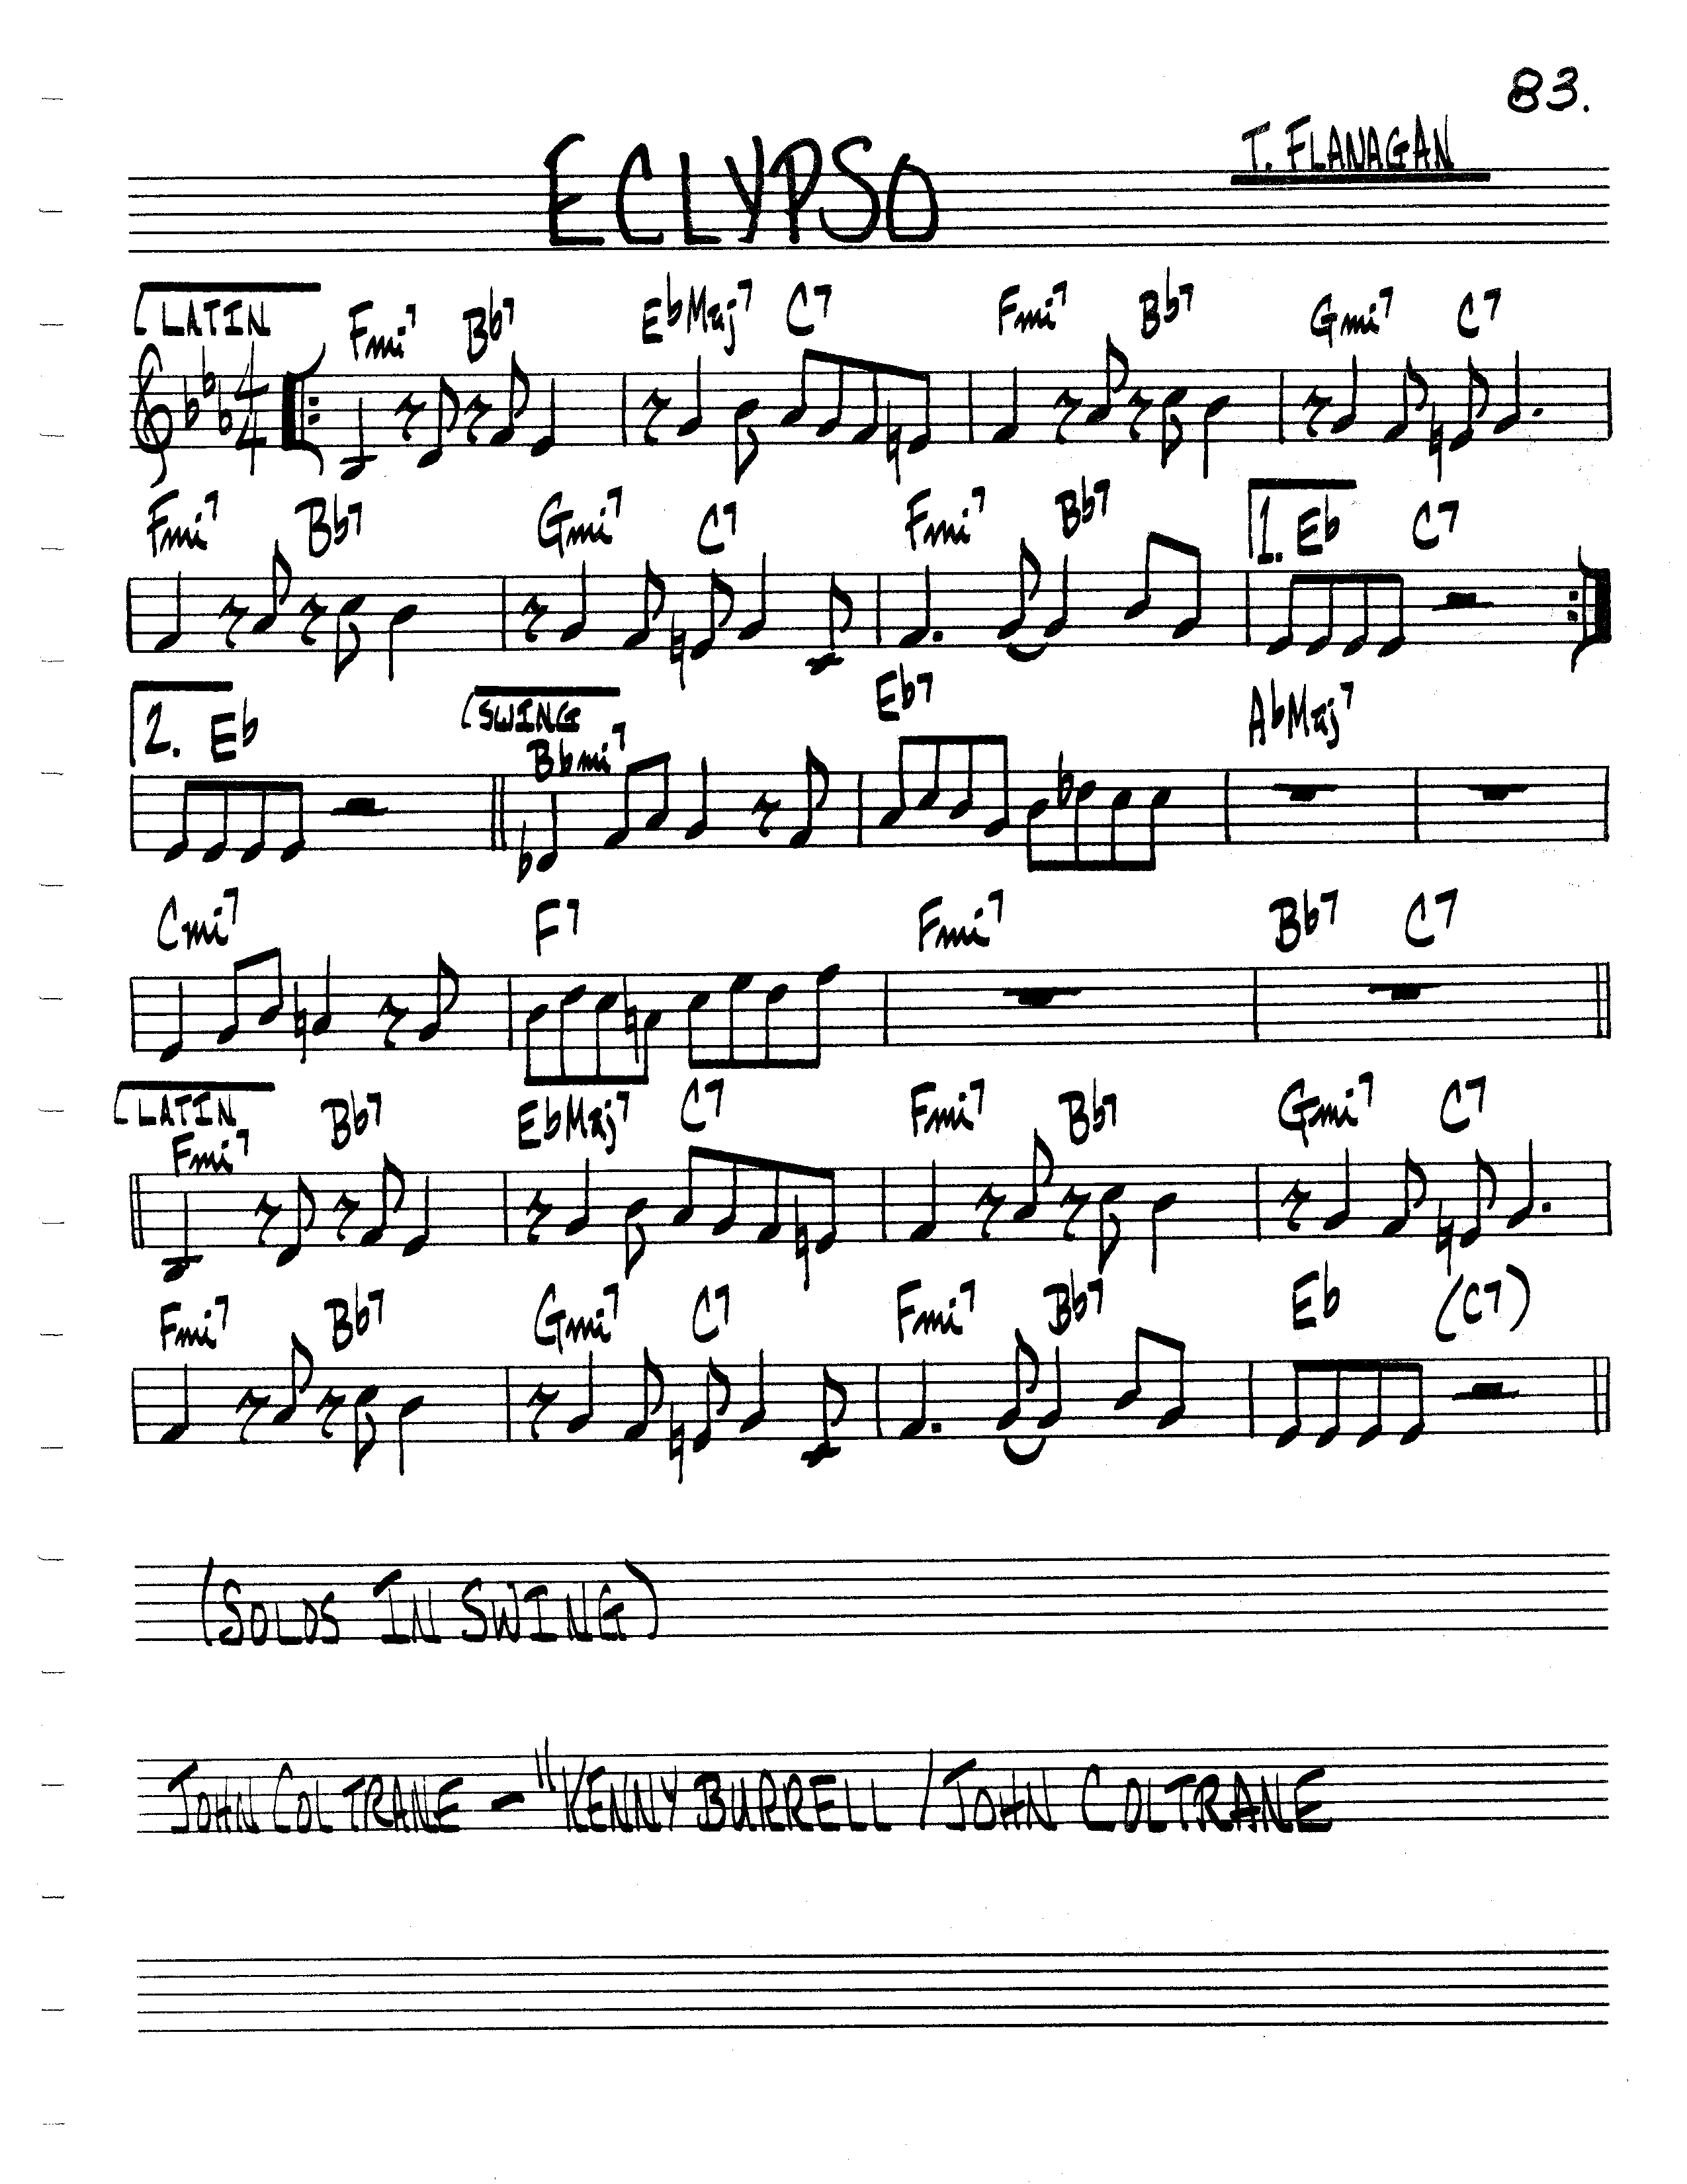 83.
ECLYPSO
T. FLANAGAN
LATIN
Fmi7 Bb7 EbMaj7 C7 Fmi7 Bb7 Gmi7 C7
4/4
Fmi7 Bb7 Gmi7 C7 Fmi7 Bb7 1. Eb C7
2. Eb SWING Bbmi7 Eb7 AbMaj7
Cmi7 F7 Fmi7 Bb7 C7
LATIN
Fmi7 Bb7 EbMaj7 C7 Fmi7 Bb7 Gmi7 C7
Fmi7 Bb7 Gmi7 C7 Fmi7 Bb7 Eb (C7)
(SOLOS IN SWING)
JOHN COLTRANE - "KENNY BURRELL / JOHN COLTRANE